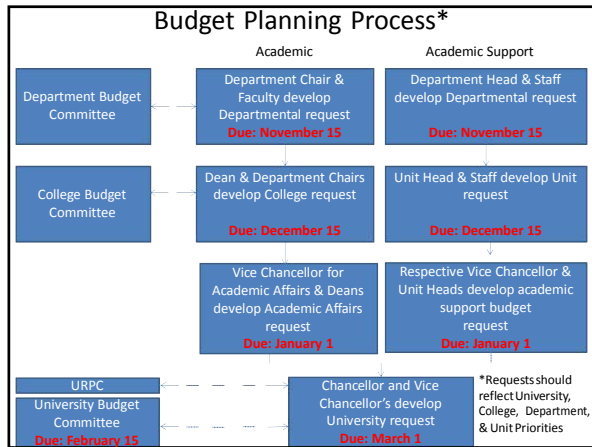 Budget Planning Process*
Academic
Academic Support
Department Budget
Committee
Department Chair &
Faculty develop
Departmental request
Due: November 15
Department Head & Staff
develop Departmental request
Due: November 15
College Budget
Committee
Dean & Department Chairs
develop College request
Due: December 15
Unit Head & Staff develop Unit
request
Due: December 15
Vice Chancellor for
Academic Affairs & Deans
develop Academic Affairs
request
Due: January 1
Respective Vice Chancellor &
Unit Heads develop academic
support budget
request
Due: January 1
URPC
University Budget
Committee
Due: February 15
Chancellor and Vice
Chancellor’s develop
University request
Due: March 1
*Requests should
reflect University,
College, Department,
& Unit Priorities